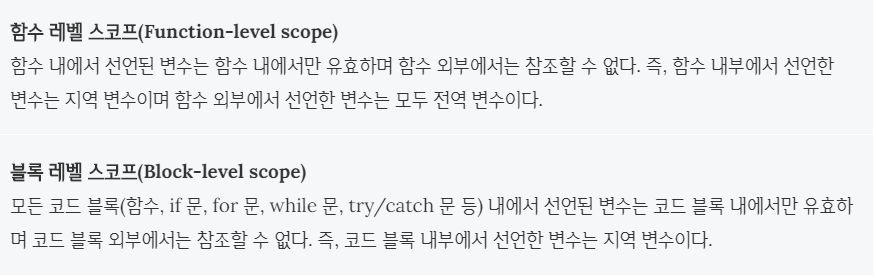 함수 레벨 스코프(Function-level scope)
함수 내에서 선언된 변수는 함수 내에서만 유효하며 함수 외부에서는 참조할 수 없다. 즉, 함수 내부에서 선언한
변수는 지역 변수이며 함수 외부에서 선언한 변수는 모두 전역 변수이다.
블록 레벨 스코프(Block-level scope)
모든 코드 블록(함수, if 문, for 문, while 문, try/catch 문 등) 내에서 선언된 변수는 코드 블록 내에서만 유효하
며 코드 블록 외부에서는 참조할 수 없다. 즉, 코드 블록 내부에서 선언한 변수는 지역 변수이다.